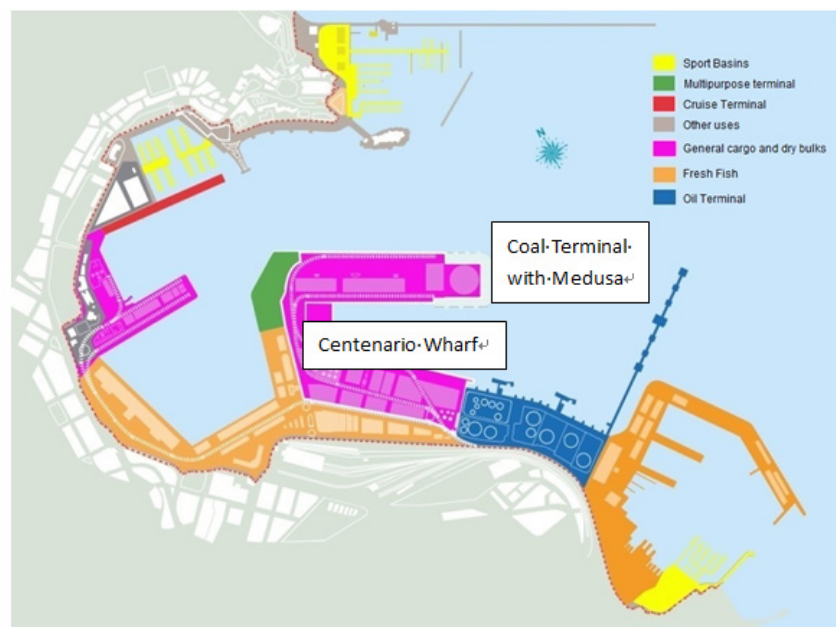 Sport Basins
Multipurpose terminal
Cruise Terminal
Other uses
General cargo and dry bulks
Fresh Fish
Oil Terminal
N
Coal·Terminal·
with·Medusa↵
Centenario·Wharf↵